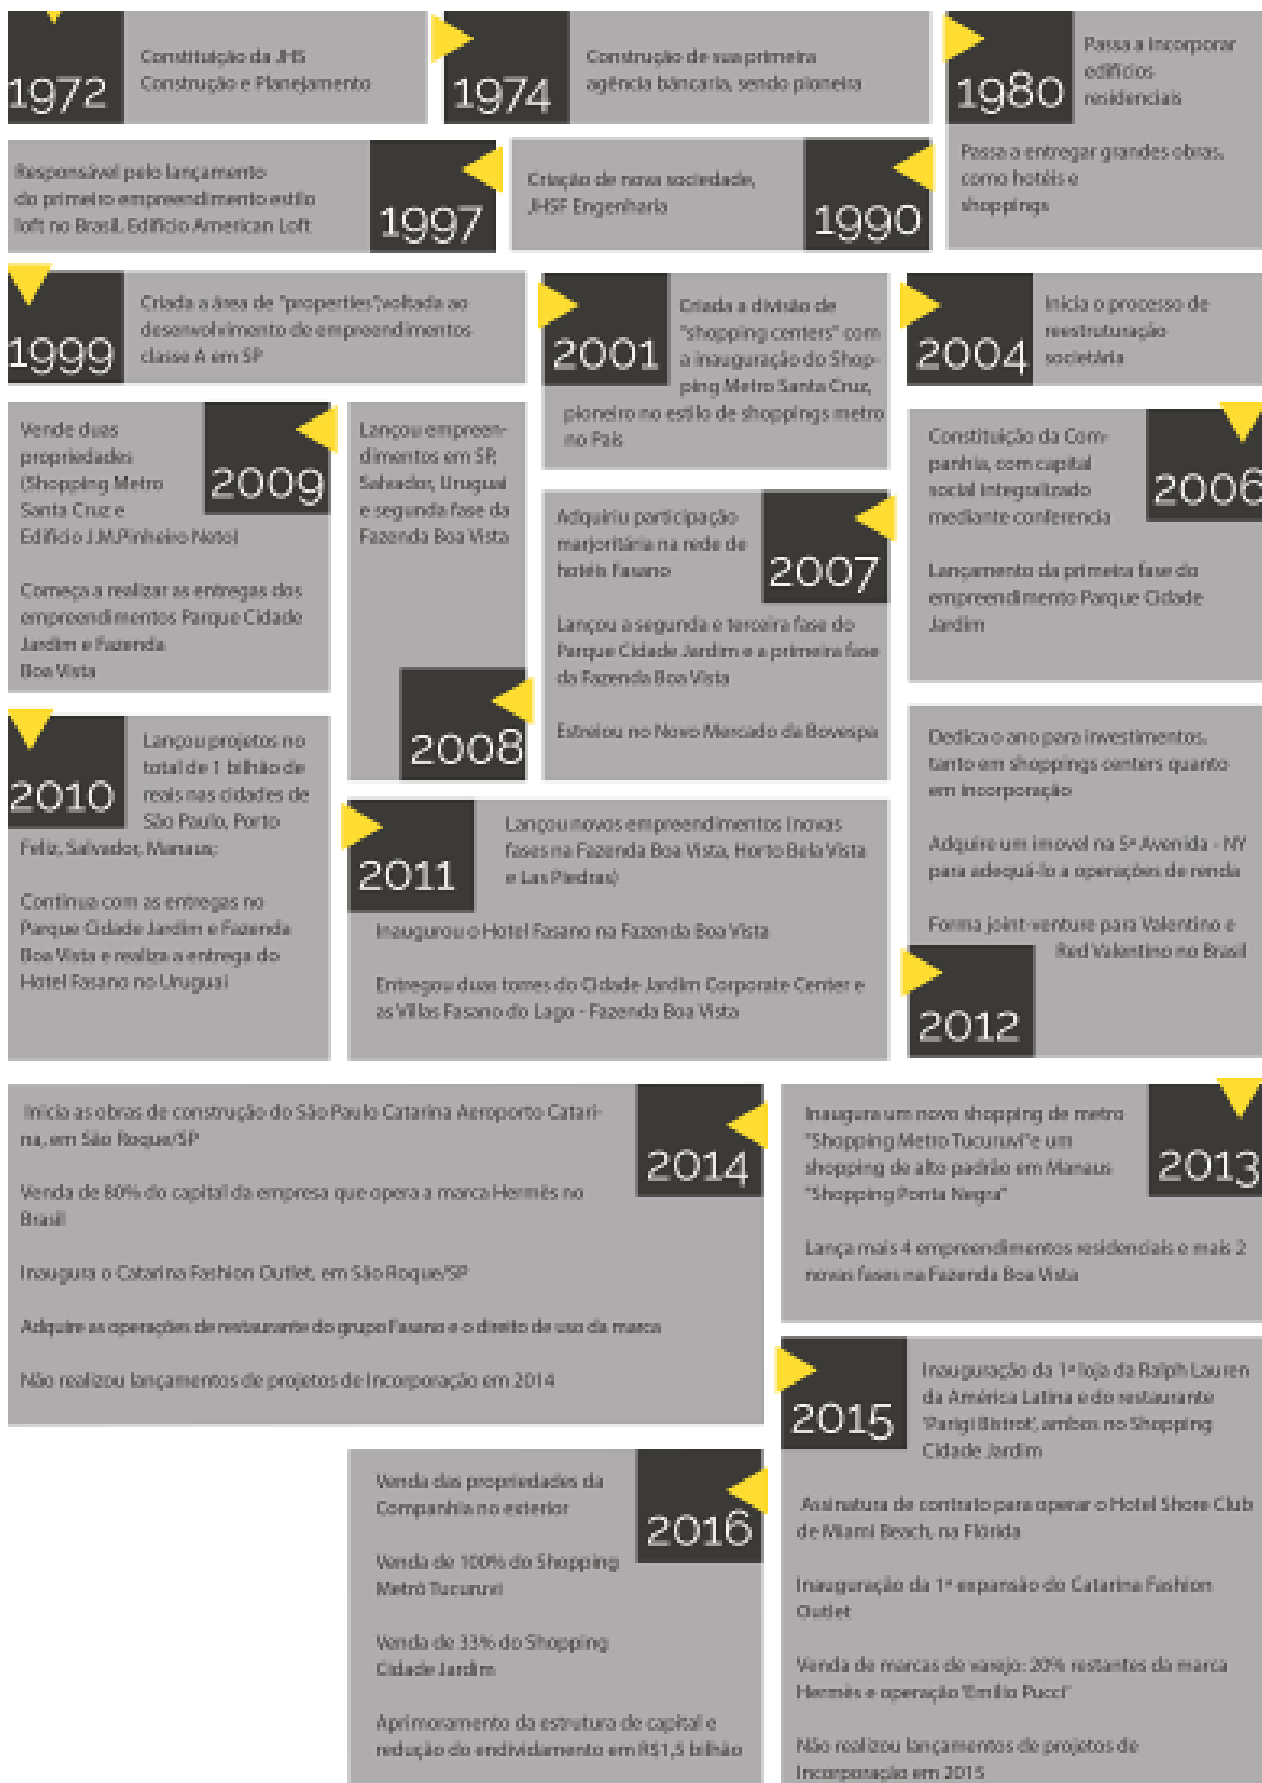 1972
Constituição da JHS
Construção e Planejamento
1974
Construção de sua primeira
agência bancaria, sendo pioneira
1980
Passa a incorporar
edifícios
residenciais
Passa a entregar grandes obras,
como hotéis e
shoppings
1990
Criação de nova sociedade,
JHSF Engenharia
1997
Responsável pelo lançamento
do primeiro empreendimento estilo
loft no Brasil, Edifício American Loft
1999
Criada a área de "properties", voltada ao
desenvolvimento de empreendimentos
classe A em SP
2001
Criada a divisão de
"shopping centers" com
a inauguração do Shop-
ping Metro Santa Cruz,
pioneiro no estilo de shoppings metro
no País
2004
Inicia o processo de
reestruturação
societária
2006
Constituição da Com-
panhia, com capital
social integralizado
mediante conferencia
Lançamento da primeira fase do
empreendimento Parque Cidade
Jardim
2007
Adquiriu participação
marjoritária na rede de
hotéis Fasano
Lançou a segunda e terceira fase do
Parque Cidade Jardim e a primeira fase
da Fazenda Boa Vista
Estreiou no Novo Mercado da Bovespa
2008
Lançou empreen-
dimentos em SP,
Salvador, Uruguai
e segunda fase da
Fazenda Boa Vista
2009
Vende duas
propriedades
(Shopping Metro
Santa Cruz e
Edifício J.M.Pinheiro Neto)
Começa a realizar as entregas dos
empreendimentos Parque Cidade
Jardim e Fazenda
Boa Vista
2010
Lançou projetos no
total de 1 bilhão de
reais nas cidades de
São Paulo, Porto
Feliz, Salvador, Manaus;
Continua com as entregas no
Parque Cidade Jardim e Fazenda
Boa Vista e realiza a entrega do
Hotel Fasano no Uruguai
2011
Lançou novos empreendimentos (novas
fases na Fazenda Boa Vista, Horto Bela Vista
e Las Piedras)
Inaugurou o Hotel Fasano na Fazenda Boa Vista
Entregou duas torres do Cidade Jardim Corporate Center e
as Villas Fasano do Lago - Fazenda Boa Vista
2012
Dedica o ano para investimentos,
tanto em shoppings centers quanto
em incorporação
Adquire um imovel na 5ª Avenida - NY
para adequá-lo a operações de renda
Forma joint-venture para Valentino e
Red Valentino no Brasil
2013
Inaugura um novo shopping de metro
"Shopping Metro Tucuruvi" e um
shopping de alto padrão em Manaus
"Shopping Ponta Negra"
Lança mais 4 empreendimentos residenciais e mais 2
novas fases na Fazenda Boa Vista
2014
Inicia as obras de construção do São Paulo Catarina Aeroporto Catari-
na, em São Roque/SP
Venda de 80% do capital da empresa que opera a marca Hermès no
Brasil
Inaugura o Catarina Fashion Outlet, em São Roque/SP
Adquire as operações de restaurante do grupo Fasano e o direito de uso da marca
Não realizou lançamentos de projetos de Incorporação em 2014
2015
Inauguração da 1ª loja da Ralph Lauren
da América Latina e do restaurante
'Parigi Bistrot', ambos no Shopping
Cidade Jardim
Assinatura de contrato para operar o Hotel Shore Club
de Miami Beach, na Flórida
Inauguração da 1ª expansão do Catarina Fashion
Outlet
Venda de marcas de varejo: 20% restantes da marca
Hermès e operação 'Emilio Pucci'
Não realizou lançamentos de projetos de
Incorporação em 2015
2016
Venda das propriedades da
Companhia no exterior
Venda de 100% do Shopping
Metrô Tucuruvi
Venda de 33% do Shopping
Cidade Jardim
Aprimoramento da estrutura de capital e
redução do endividamento em R$1,5 bilhão